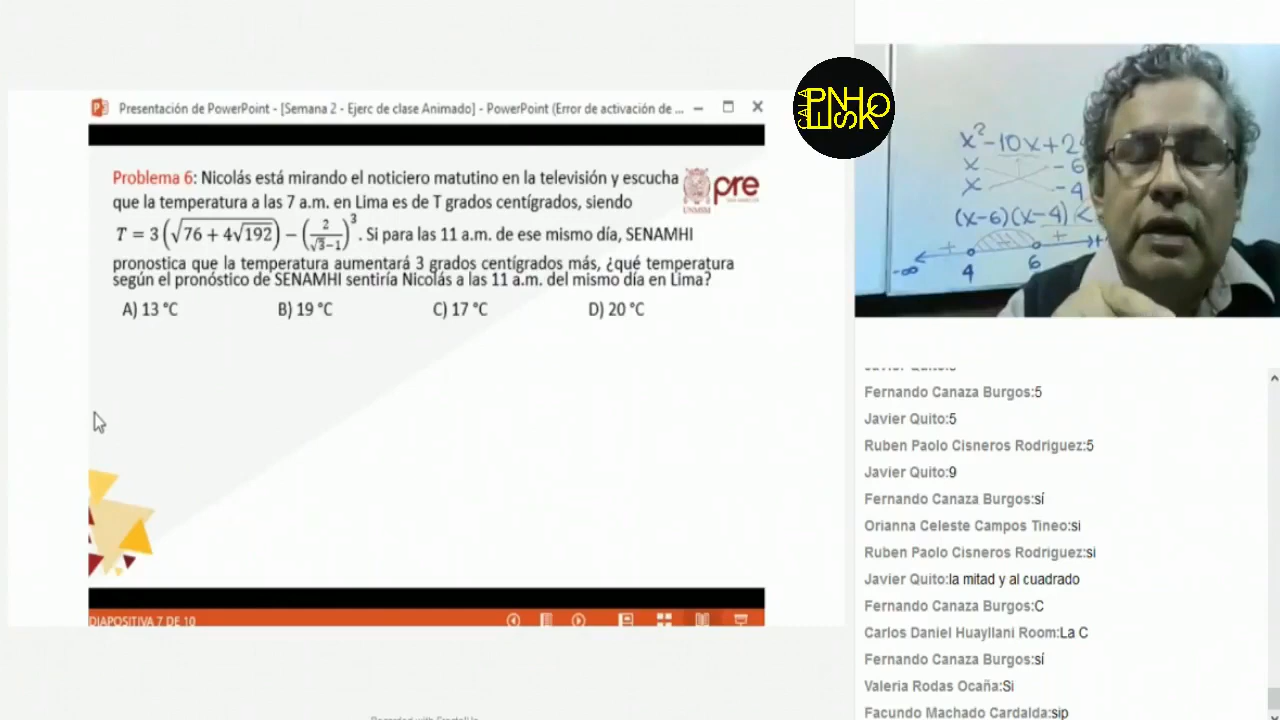 Presentación de PowerPoint - [Semana 2 - Ejerc de clase Animado] - PowerPoint (Error de activación de ...
Problema 6: Nicolás está mirando el noticiero matutino en la televisión y escucha
que la temperatura a las 7 a.m. en Lima es de T grados centígrados, siendo
T = 3(√(76 + 4√192)) − (2/(√3−1))³. Si para las 11 a.m. de ese mismo día, SENAMHI
pronostica que la temperatura aumentará 3 grados centígrados más, ¿qué temperatura
según el pronóstico de SENAMHI sentiría Nicolás a las 11 a.m. del mismo día en Lima?
A) 13 °C B) 19 °C C) 17 °C D) 20 °C
UNMSM
pre
DIAPOSITIVA 7 DE 10
x²-10x+2
x -6
x -4
(x-6)(x-4) <
+ - +
-∞ 4 6
Fernando Canaza Burgos:5
Javier Quito:5
Ruben Paolo Cisneros Rodriguez:5
Javier Quito:9
Fernando Canaza Burgos:sí
Orianna Celeste Campos Tineo:si
Ruben Paolo Cisneros Rodriguez:si
Javier Quito:la mitad y al cuadrado
Fernando Canaza Burgos:C
Carlos Daniel Huayllani Room:La C
Fernando Canaza Burgos:sí
Valeria Rodas Ocaña:Si
Facundo Machado Cardalda:sip